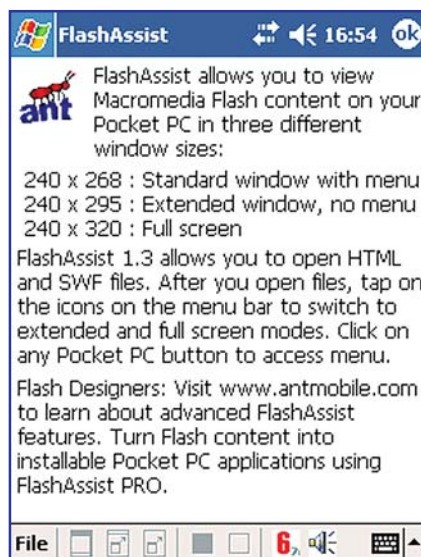 FlashAssist 16:54 ok
ant
FlashAssist allows you to view
Macromedia Flash content on your
Pocket PC in three different
window sizes:
240 x 268 : Standard window with menu
240 x 295 : Extended window, no menu
240 x 320 : Full screen
FlashAssist 1.3 allows you to open HTML
and SWF files. After you open files, tap on
the icons on the menu bar to switch to
extended and full screen modes. Click on
any Pocket PC button to access menu.
Flash Designers: Visit www.antmobile.com
to learn about advanced FlashAssist
features. Turn Flash content into
installable Pocket PC applications using
FlashAssist PRO.
File 6